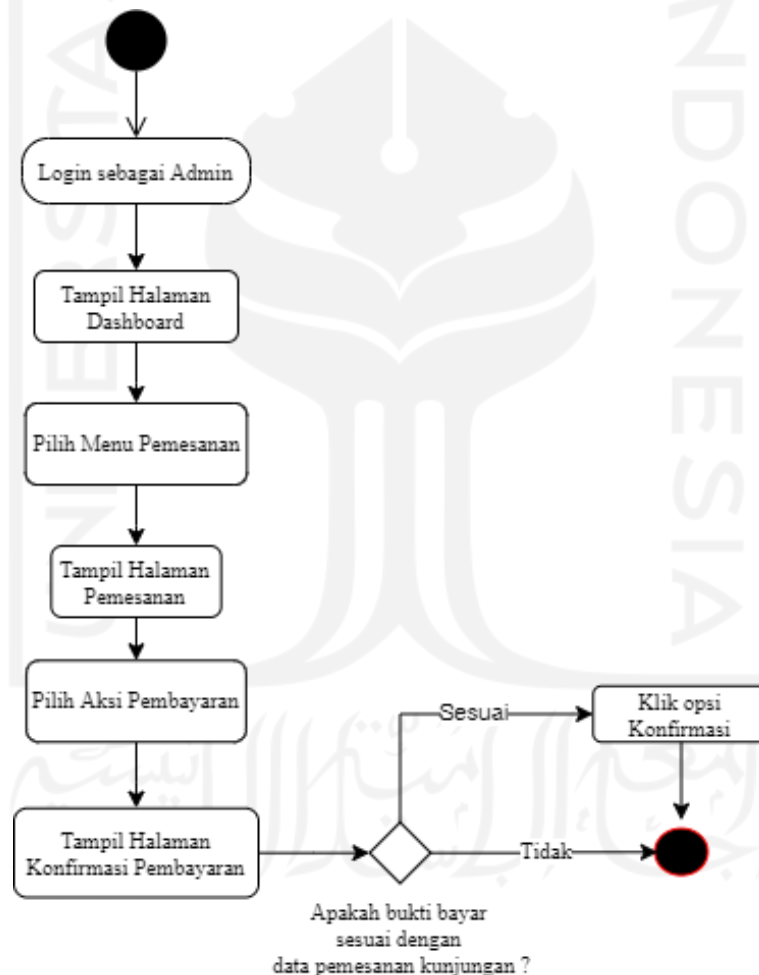 Login sebagai Admin
Tampil Halaman
Dashboard
Pilih Menu Pemesanan
Tampil Halaman
Pemesanan
Pilih Aksi Pembayaran
Tampil Halaman
Konfirmasi Pembayaran
Sesuai
Klik opsi
Konfirmasi
Tidak
Apakah bukti bayar
sesuai dengan
data pemesanan kunjungan ?